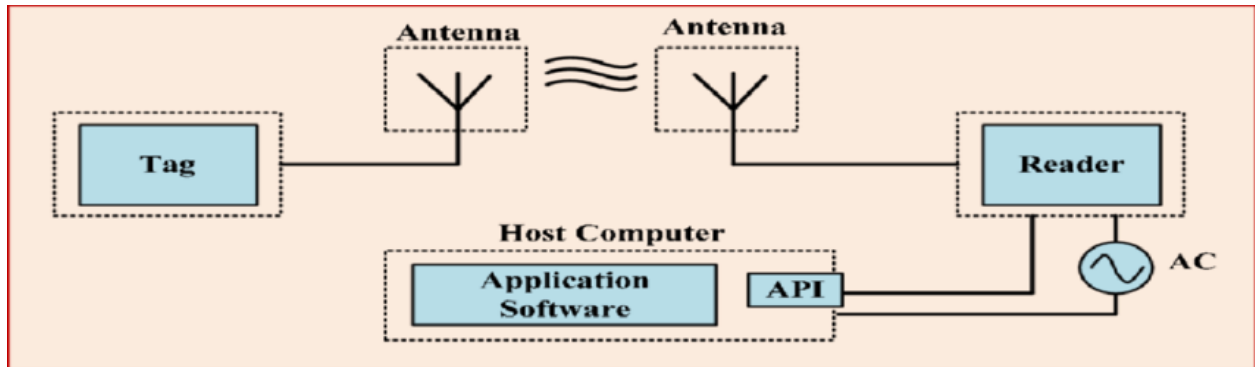 Antenna
Antenna
Tag
Reader
Host Computer
Application
Software
API
AC